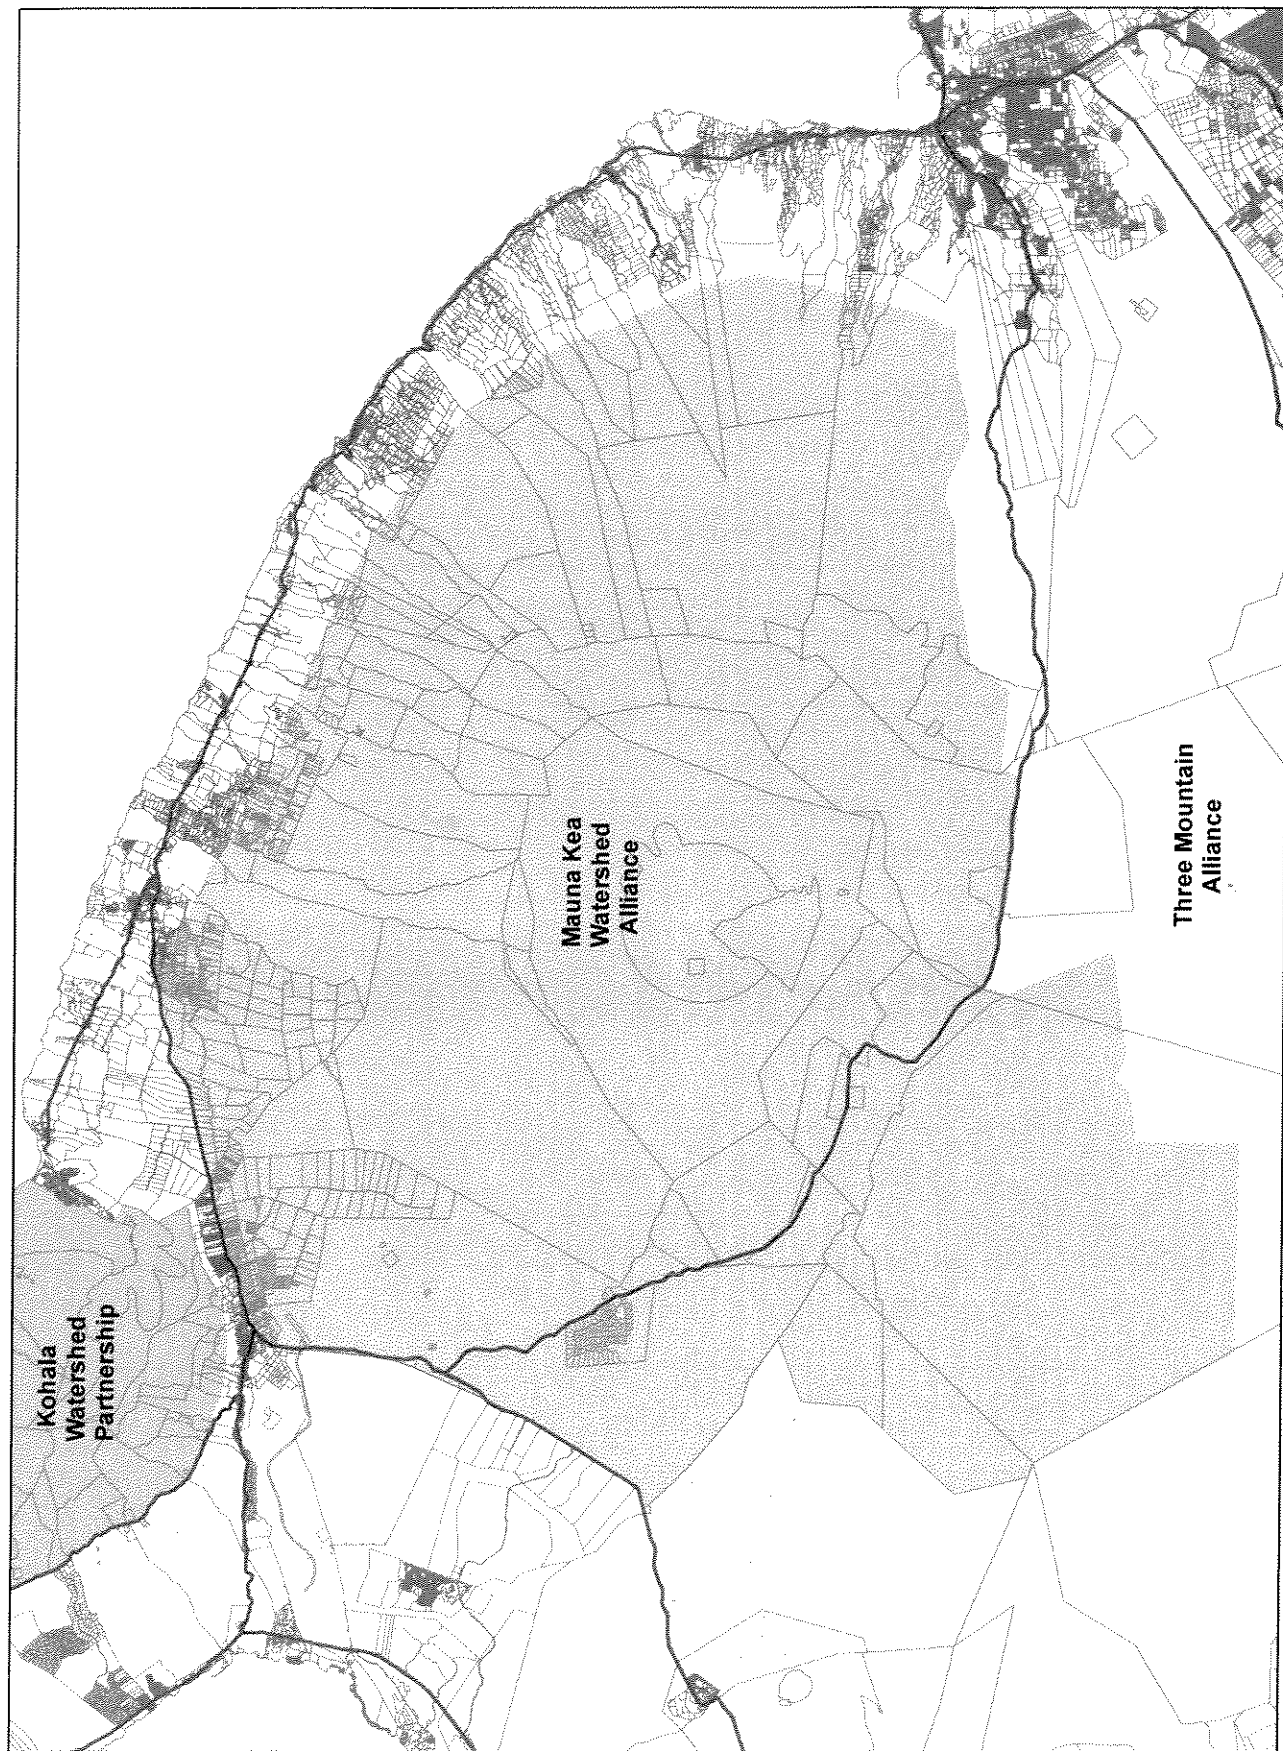 Kohala
Watershed
Partnership
Mauna Kea
Watershed
Alliance
Three Mountain
Alliance